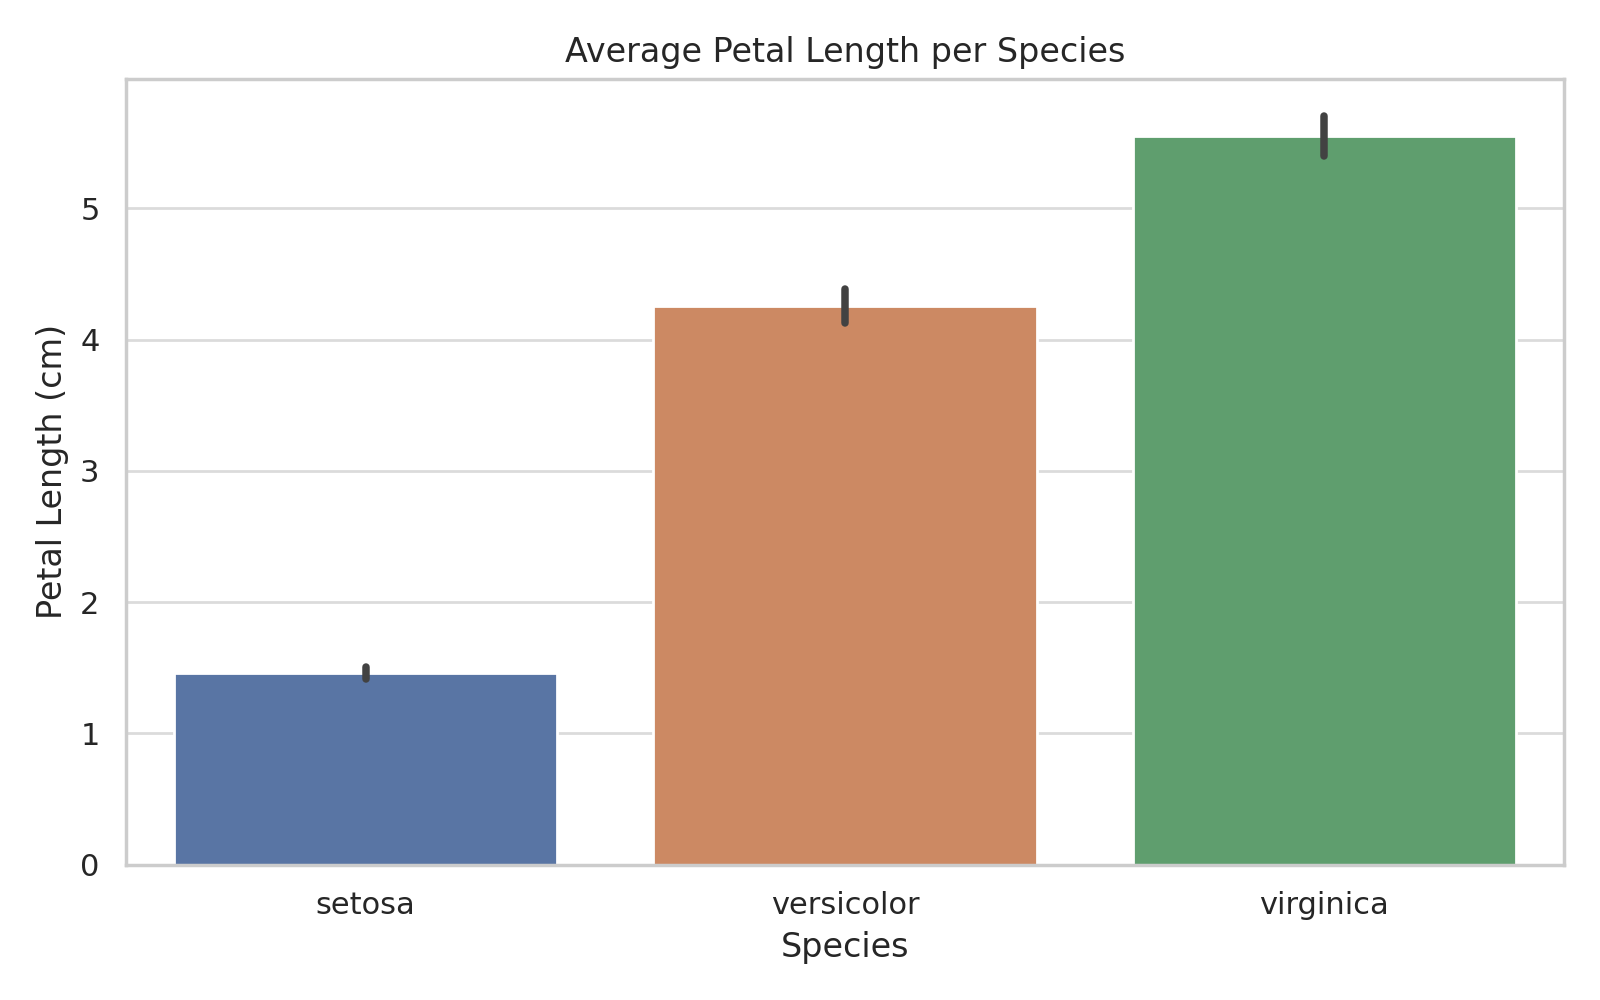 Average Petal Length per Species
Petal Length (cm)
5
4
3
2
1
0
setosa versicolor virginica
Species